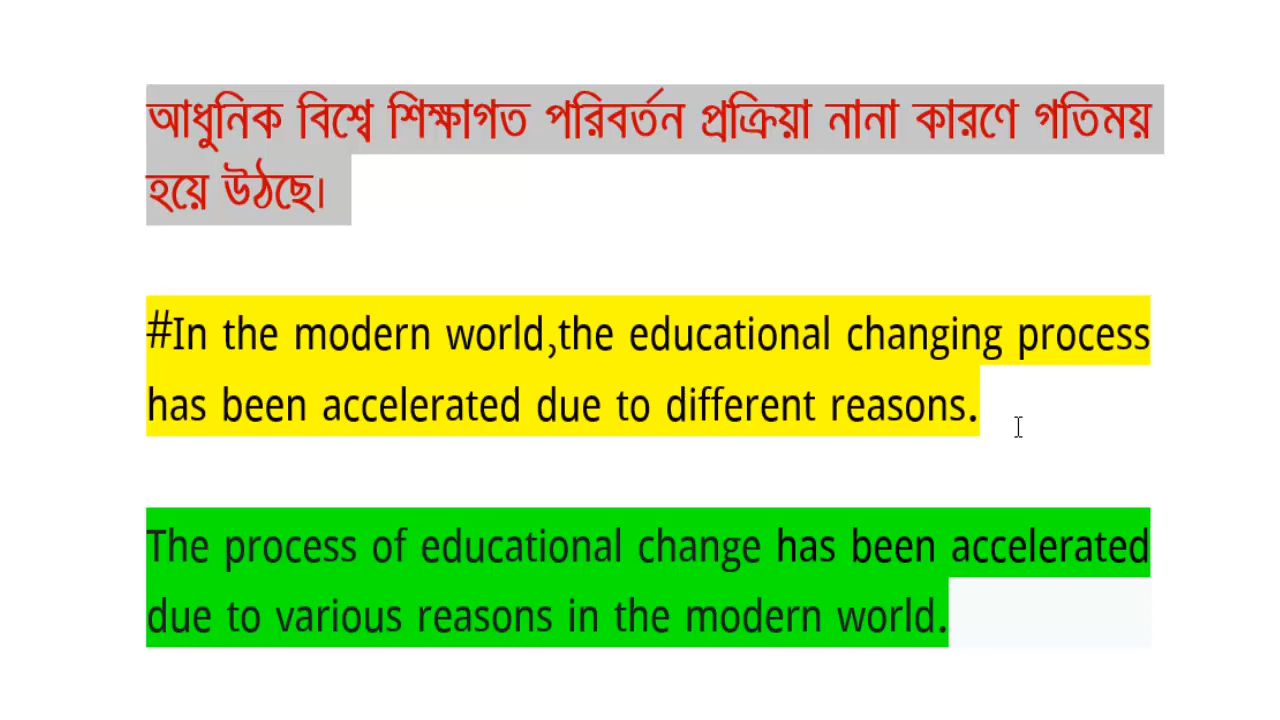 আধুনিক বিশ্বে শিক্ষাগত পরিবর্তন প্রক্রিয়া নানা কারণে গতিময়
হয়ে উঠছে।
#In the modern world,the educational changing process
has been accelerated due to different reasons.
The process of educational change has been accelerated
due to various reasons in the modern world.